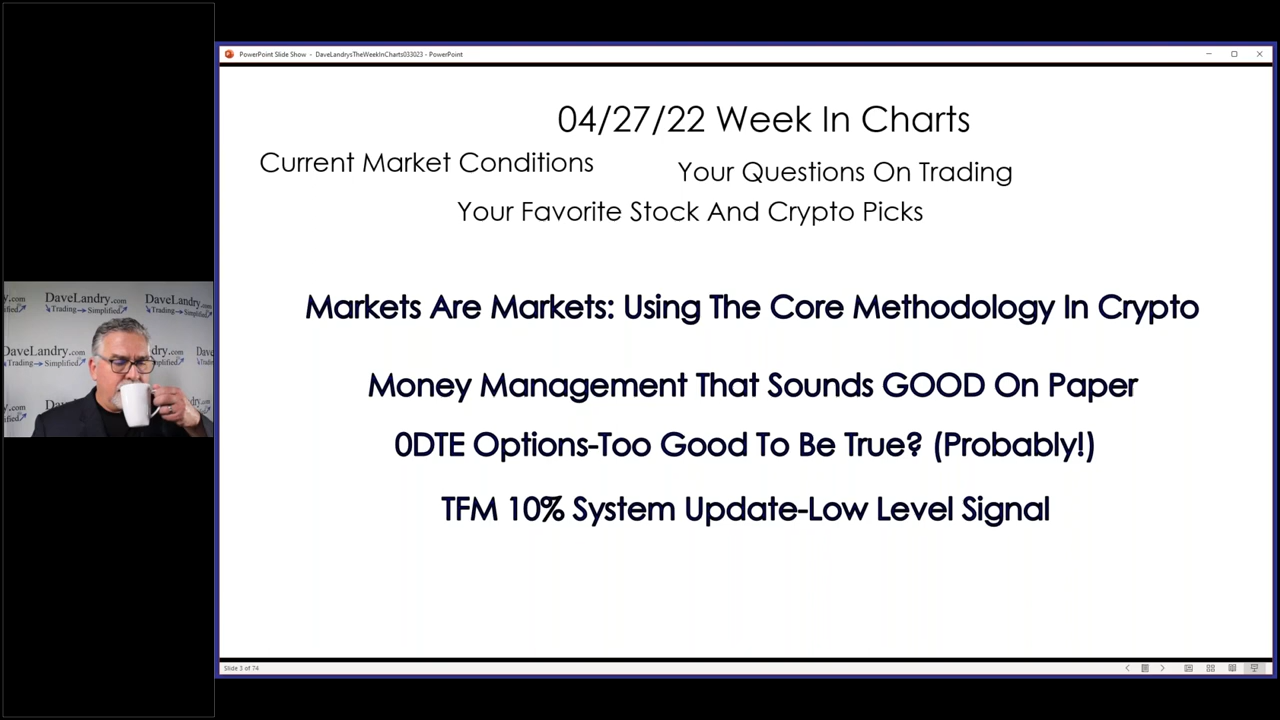 PowerPoint Slide Show - DaveLandrysTheWeekInCharts033023 - PowerPoint
04/27/22 Week In Charts
Current Market Conditions
Your Questions On Trading
Your Favorite Stock And Crypto Picks
Markets Are Markets: Using The Core Methodology In Crypto
Money Management That Sounds GOOD On Paper
0DTE Options-Too Good To Be True? (Probably!)
TFM 10% System Update-Low Level Signal
Slide 3 of 74
DaveLandry.com
Trading Simplified